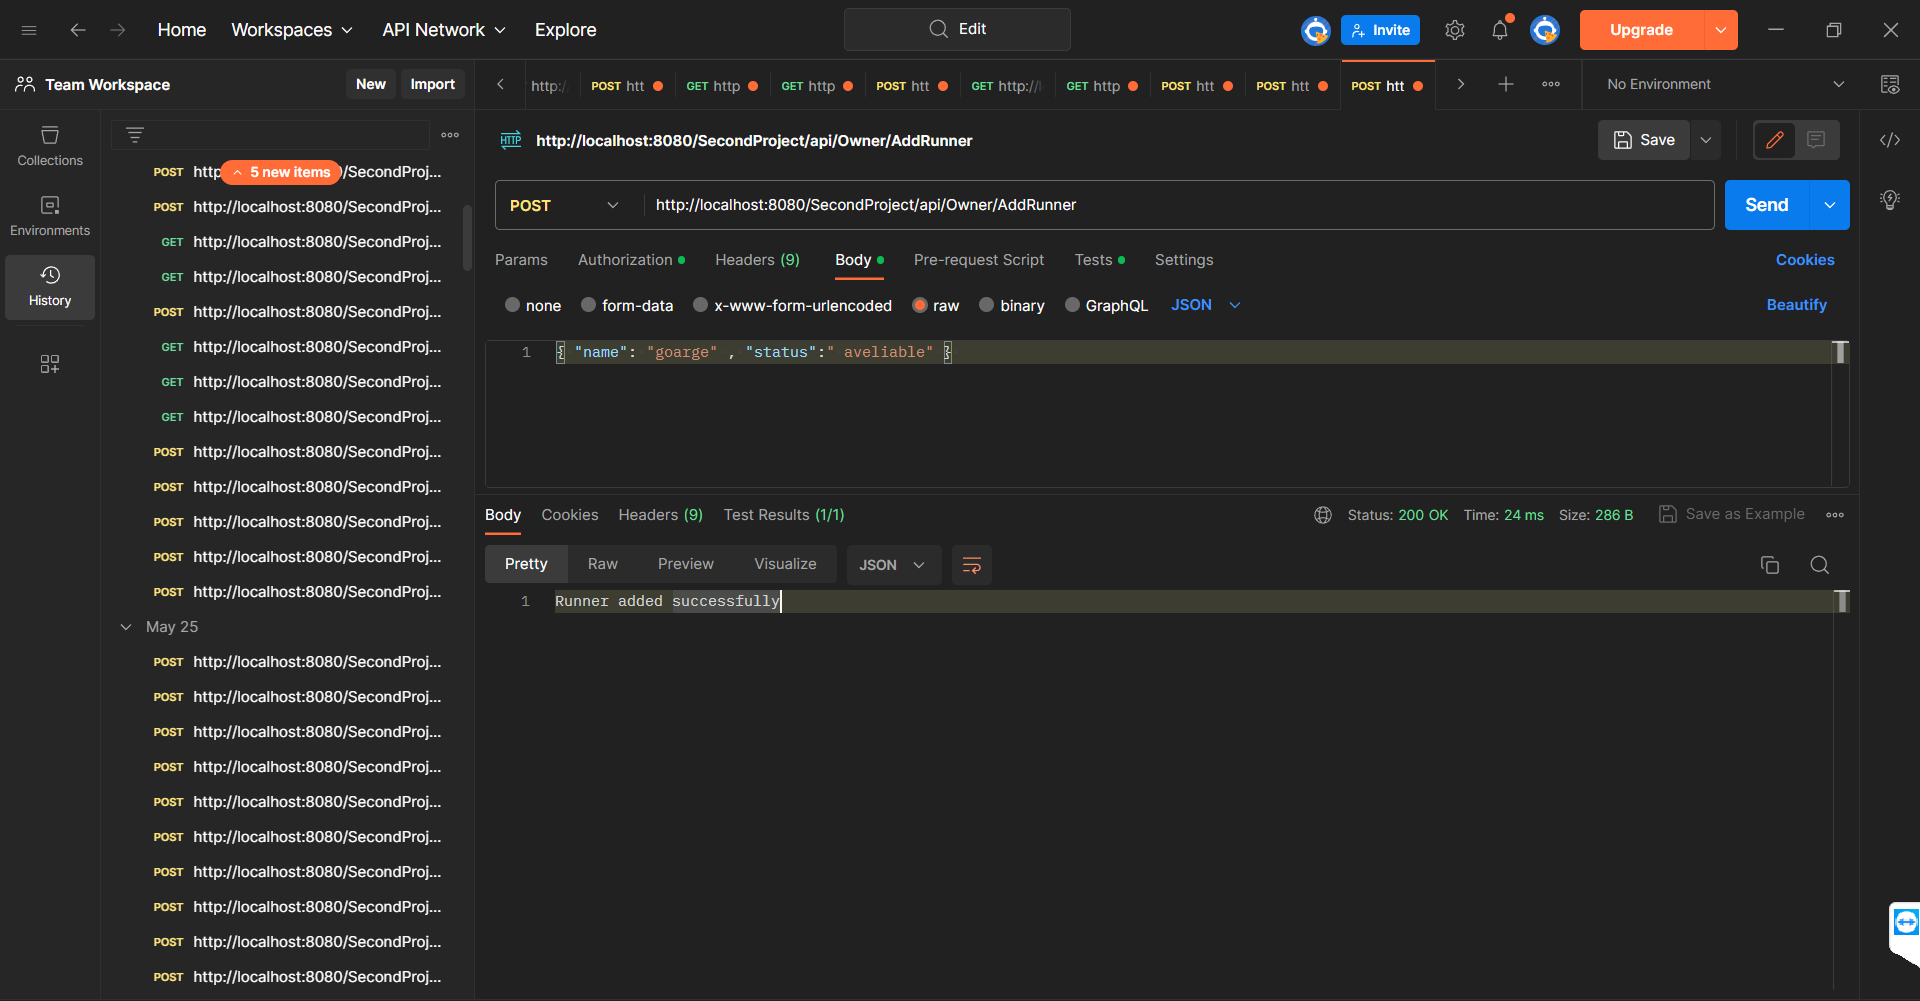 Home Workspaces API Network Explore Edit Invite Upgrade
Team Workspace New Import
http:/ POST htt GET http GET http POST htt GET http:// GET http POST htt POST htt POST htt No Environment
Collections
Environments
History
POST http /SecondProj...
5 new items
POST http://localhost:8080/SecondProj...
GET http://localhost:8080/SecondProj...
GET http://localhost:8080/SecondProj...
POST http://localhost:8080/SecondProj...
GET http://localhost:8080/SecondProj...
GET http://localhost:8080/SecondProj...
GET http://localhost:8080/SecondProj...
POST http://localhost:8080/SecondProj...
POST http://localhost:8080/SecondProj...
POST http://localhost:8080/SecondProj...
POST http://localhost:8080/SecondProj...
POST http://localhost:8080/SecondProj...
May 25
POST http://localhost:8080/SecondProj...
POST http://localhost:8080/SecondProj...
POST http://localhost:8080/SecondProj...
POST http://localhost:8080/SecondProj...
POST http://localhost:8080/SecondProj...
POST http://localhost:8080/SecondProj...
POST http://localhost:8080/SecondProj...
POST http://localhost:8080/SecondProj...
POST http://localhost:8080/SecondProj...
POST http://localhost:8080/SecondProj...
HTTP http://localhost:8080/SecondProject/api/Owner/AddRunner Save
POST http://localhost:8080/SecondProject/api/Owner/AddRunner Send
Params Authorization Headers (9) Body Pre-request Script Tests Settings Cookies
none form-data x-www-form-urlencoded raw binary GraphQL JSON Beautify
1 { "name": "goarge" , "status":" aveliable" }
Body Cookies Headers (9) Test Results (1/1) Status: 200 OK Time: 24 ms Size: 286 B Save as Example
Pretty Raw Preview Visualize JSON
1 Runner added successfully